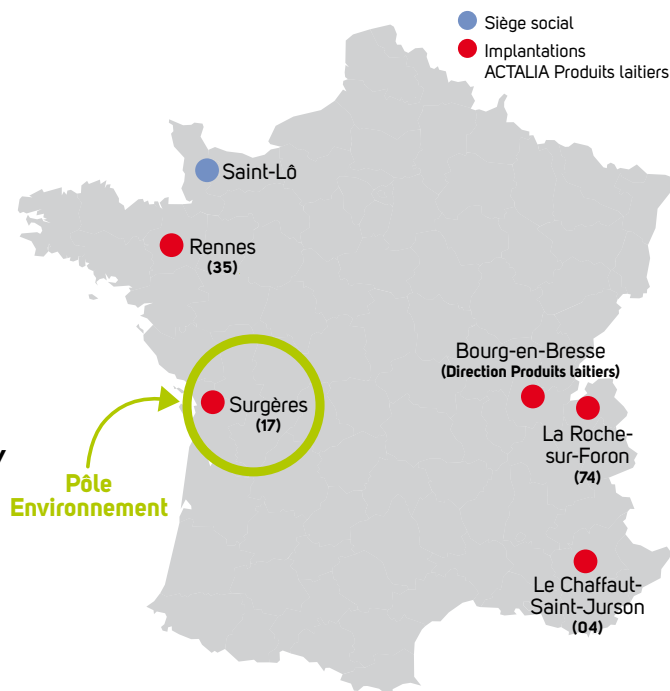 Siège social
Implantations
ACTALIA Produits laitiers
Saint-Lô
Rennes
(35)
Bourg-en-Bresse
(Direction Produits laitiers)
Surgères
(17)
La Roche-
sur-Foron
(74)
Pôle
Environnement
Le Chaffaut-
Saint-Jurson
(04)